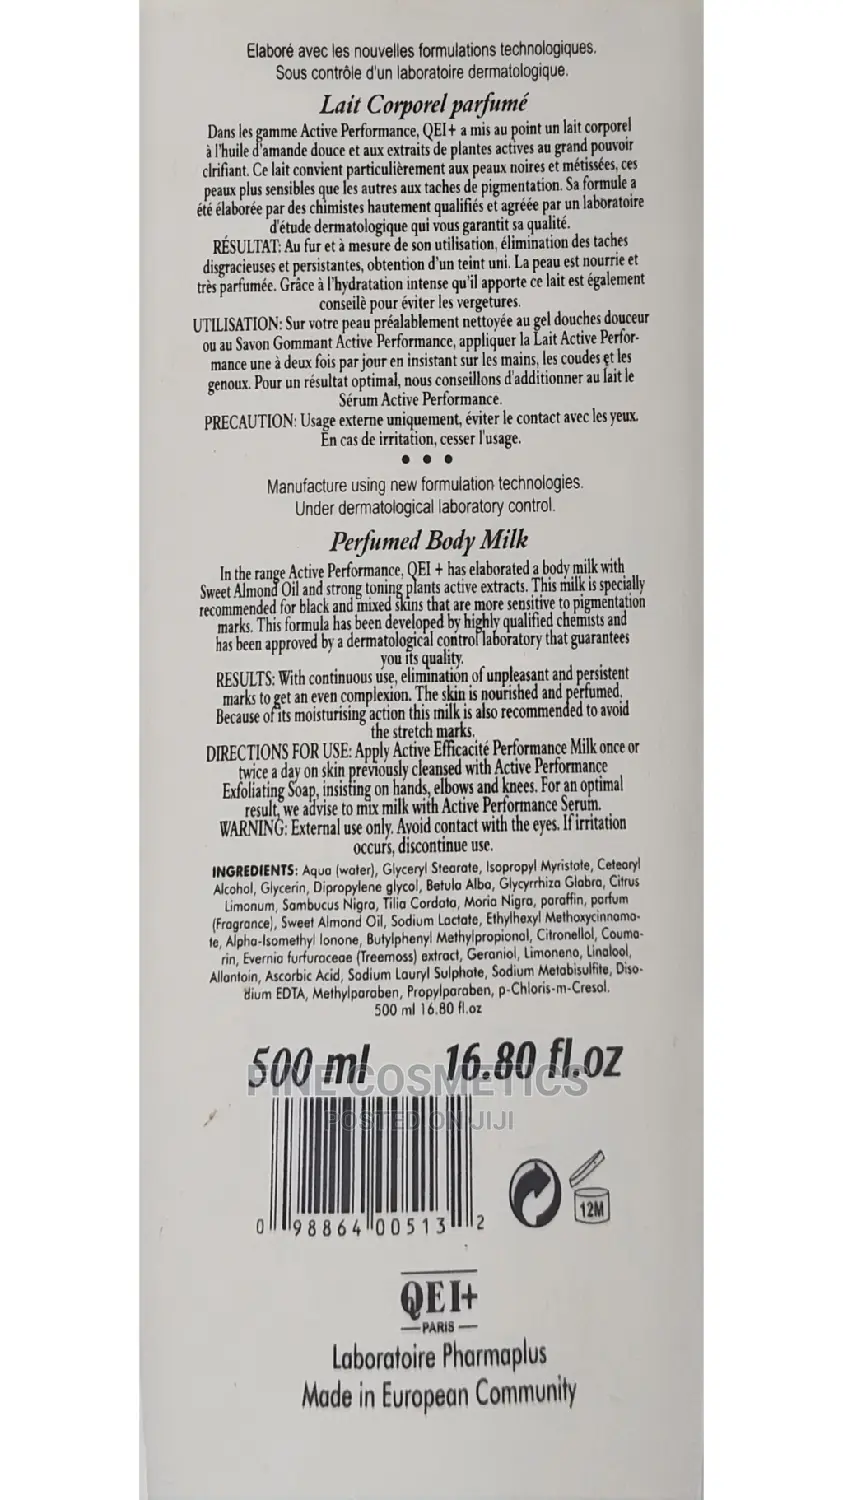 Elaboré avec les nouvelles formulations technologiques.
Sous contrôle d'un laboratoire dermatologique.
Lait Corporel parfumé
Dans les gamme Active Performance, QEI+ a mis au point un lait corporel
à l'huile d'amande douce et aux extraits de plantes actives au grand pouvoir
clrifiant. Ce lait convient particulièrement aux peaux noires et métissées, ces
peaux plus sensibles que les autres aux taches de pigmentation. Sa formule a
été élaborée par des chimistes hautement qualifiés et agréée par un laboratoire
d'étude dermatologique qui vous garantit sa qualité.
RÉSULTAT: Au fur et à mesure de son utilisation, élimination des taches
disgracieuses et persistantes, obtention d'un teint uni. La peau est nourrie et
très parfumée. Grâce à l'hydratation intense qu'il apporte ce lait est également
conseilè pour éviter les vergetures.
UTILISATION: Sur votre peau préalablement nettoyée au gel douches douceur
ou au Savon Gommant Active Performance, appliquer la Lait Active Perfor-
mance une à deux fois par jour en insistant sur les mains, les coudes et les
genoux. Pour un résultat optimal, nous conseillons d'additionner au lait le
Sérum Active Performance.
PRECAUTION: Usage externe uniquement, éviter le contact avec les yeux.
En cas de irritation, cesser l'usage.
• • •
Manufacture using new formulation technologies.
Under dermatological laboratory control.
Perfumed Body Milk
In the range Active Performance, QEI + has elaborated a body milk with
Sweet Almond Oil and strong toning plants active extracts. This milk is specially
recommended for black and mixed skins that are more sensitive to pigmentation
marks. This formula has been developed by highly qualified chemists and
has been approved by a dermatological control laboratory that guarantees
you its quality.
RESULTS: With continuous use, elimination of unpleasant and persistent
marks to get an even complexion. The skin is nourished and perfumed.
Because of its moisturising action this milk is also recommended to avoid
the stretch marks.
DIRECTIONS FOR USE: Apply Active Efficacité Performance Milk once or
twice a day on skin previously cleansed with Active Performance
Exfoliating Soap, insisting on hands, elbows and knees. For an optimal
result, we advise to mix milk with Active Performance Serum.
WARNING: External use only. Avoid contact with the eyes. If irritation
occurs, discontinue use.
INGREDIENTS: Aqua (water), Glyceryl Stearate, Isopropyl Myristate, Cetearyl
Alcohol, Glycerin, Dipropylene glycol, Betula Alba, Glycyrrhiza Glabra, Citrus
Limonum, Sambucus Nigra, Tilia Cordata, Moria Nigra, paraffin, parfum
(Fragrance), Sweet Almond Oil, Sodium Lactate, Ethylhexyl Methoxycinnama-
te, Alpha-Isomethyl Ionone, Butylphenyl Methylpropional, Citronellol, Couma-
rin, Evernia furfuraceae (Treemoss) extract, Geraniol, Limoneno, Linalool,
Allantoin, Ascorbic Acid, Sodium Lauryl Sulphate, Sodium Metabisulfite, Diso-
dium EDTA, Methylparaben, Propylparaben, p-Chloris-m-Cresol.
500 ml 16.80 fl.oz
500 ml 16.80 fl.oz
PINE COSMETICS
POSTED ON JIJI
12M
0 98864 00513 2
QEI+
PARIS
Laboratoire Pharmaplus
Made in European Community